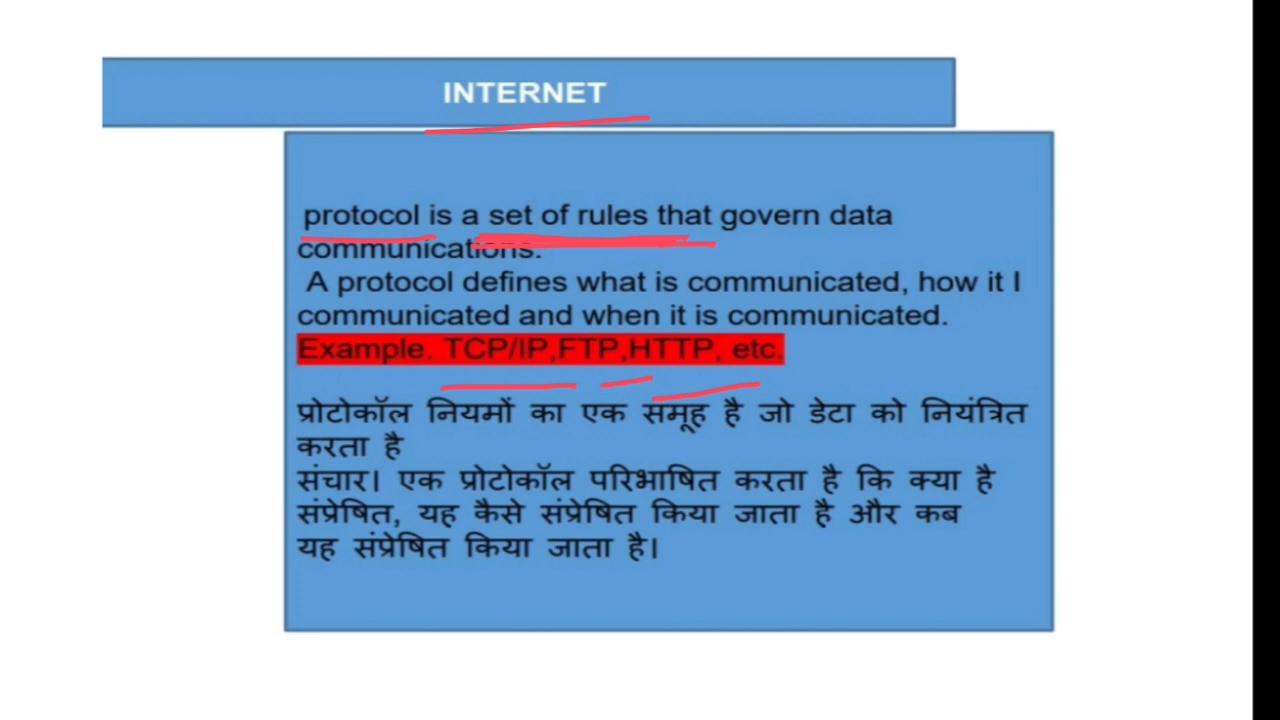 INTERNET
protocol is a set of rules that govern data
communications.
A protocol defines what is communicated, how it I
communicated and when it is communicated.
Example. TCP/IP,FTP,HTTP, etc.
प्रोटोकॉल नियमों का एक समूह है जो डेटा को नियंत्रित
करता है
संचार। एक प्रोटोकॉल परिभाषित करता है कि क्या है
संप्रेषित, यह कैसे संप्रेषित किया जाता है और कब
यह संप्रेषित किया जाता है।